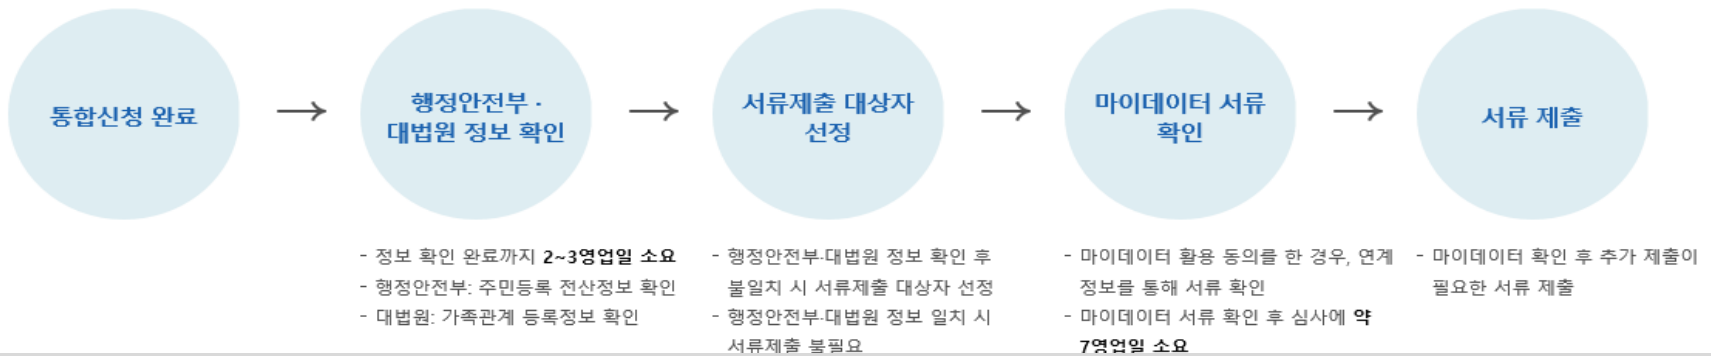 통합신청 완료
→
행정안전부 ·
대법원 정보 확인
- 정보 확인 완료까지 2~3영업일 소요
- 행정안전부: 주민등록 전산정보 확인
- 대법원: 가족관계 등록정보 확인
→
서류제출 대상자
선정
- 행정안전부·대법원 정보 확인 후
불일치 시 서류제출 대상자 선정
- 행정안전부·대법원 정보 일치 시
서류제출 불필요
→
마이데이터 서류
확인
- 마이데이터 활용 동의를 한 경우, 연계
정보를 통해 서류 확인
- 마이데이터 서류 확인 후 심사에 약
7영업일 소요
→
서류 제출
- 마이데이터 확인 후 추가 제출이
필요한 서류 제출